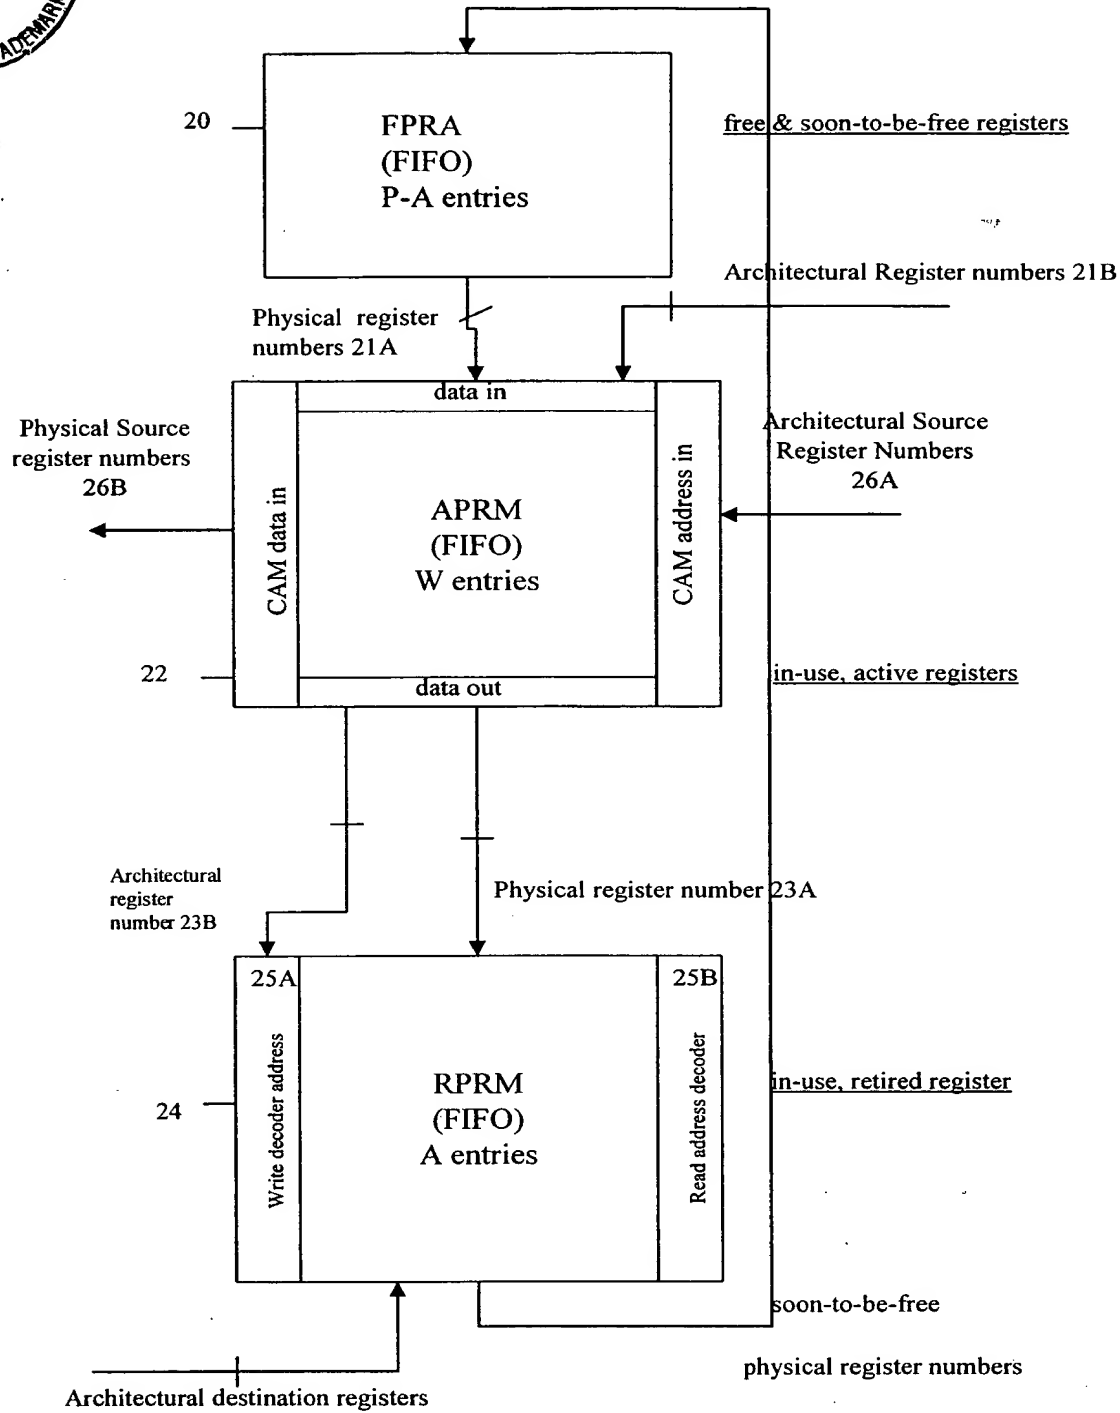 ADEMARK
20
FPRA
(FIFO)
P-A entries
free & soon-to-be-free registers
Architectural Register numbers 21B
Physical register
numbers 21A
data in
Physical Source
register numbers
26B
CAM data in
APRM
(FIFO)
W entries
CAM address in
Architectural Source
Register Numbers
26A
22
data out
in-use, active registers
Architectural
register
number 23B
Physical register number 23A
25A
25B
Write decoder address
RPRM
(FIFO)
A entries
Read address decoder
24
in-use, retired register
soon-to-be-free
physical register numbers
Architectural destination registers